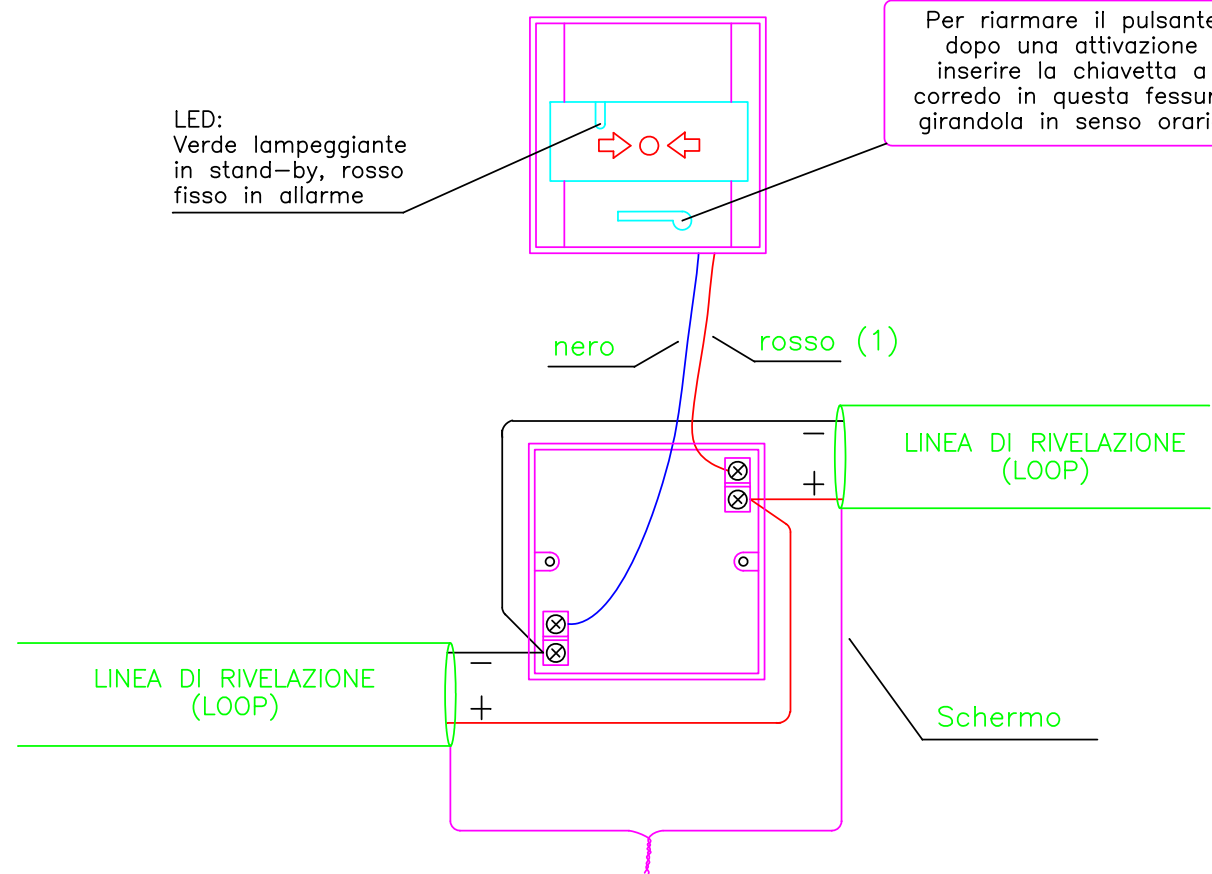 Per riarmare il pulsante
dopo una attivazione
inserire la chiavetta a
corredo in questa
girandola in senso
LED:
Verde lampeggiante
in stand-by, rosso
fisso in allarme
nero
rosso (1)
−
+
LINEA DI RIVELAZIONE
(LOOP)
−
+
LINEA DI RIVELAZIONE
(LOOP)
Schermo